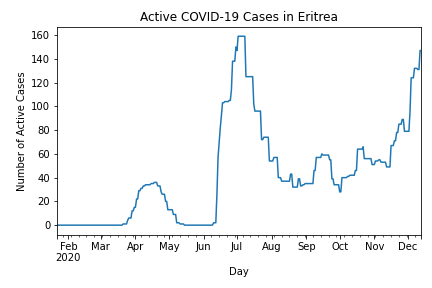 Active COVID-19 Cases in Eritrea
Number of Active Cases
160
140
120
100
80
60
40
20
0
Feb Mar Apr May Jun Jul Aug Sep Oct Nov Dec
2020
Day